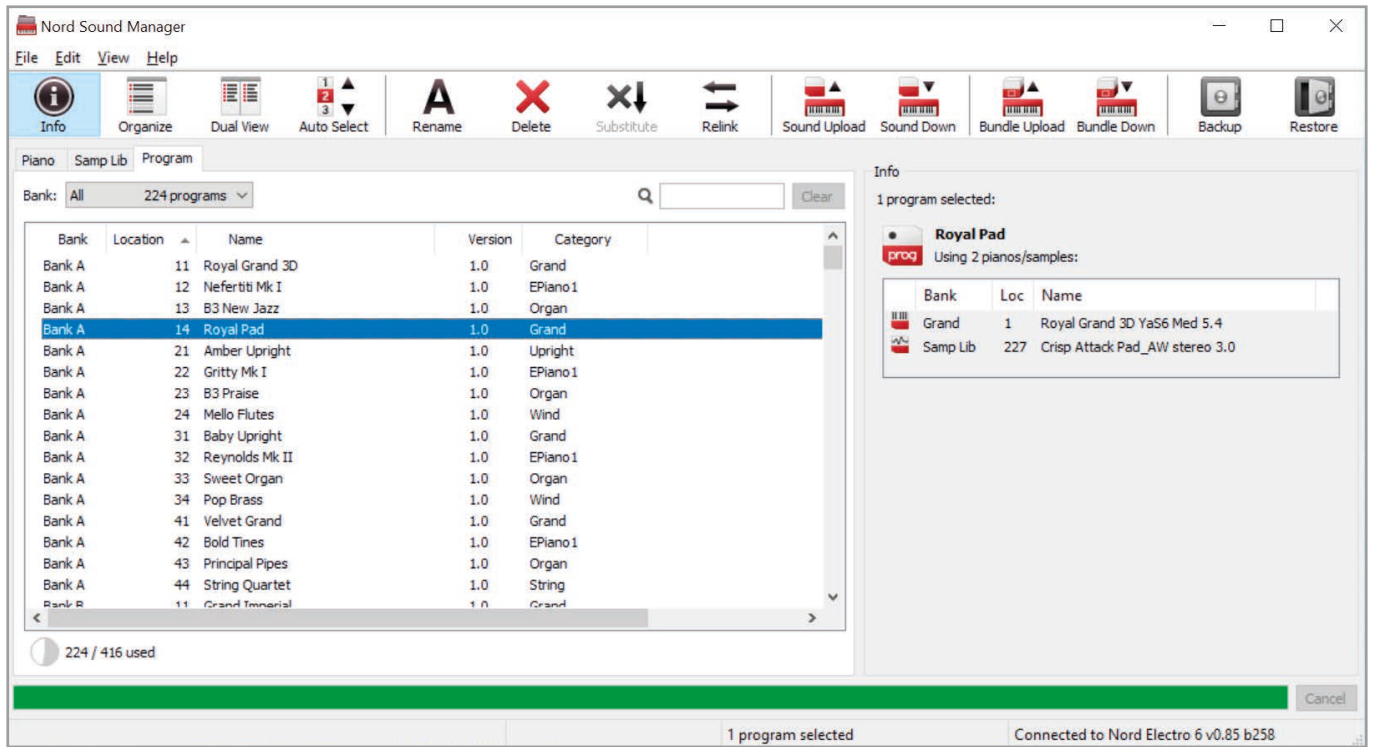 Nord Sound Manager
File Edit View Help
Info Organize Dual View 1 2 3 Auto Select A Rename Delete Substitute Relink Sound Upload Sound Down Bundle Upload Bundle Down Backup Restore
Piano Samp Lib Program
Bank: All 224 programs Clear
Bank Location Name Version Category
Bank A 11 Royal Grand 3D 1.0 Grand
Bank A 12 Nefertiti Mk I 1.0 EPiano1
Bank A 13 B3 New Jazz 1.0 Organ
Bank A 14 Royal Pad 1.0 Grand
Bank A 21 Amber Upright 1.0 Upright
Bank A 22 Gritty Mk I 1.0 EPiano1
Bank A 23 B3 Praise 1.0 Organ
Bank A 24 Mello Flutes 1.0 Wind
Bank A 31 Baby Upright 1.0 Grand
Bank A 32 Reynolds Mk II 1.0 EPiano1
Bank A 33 Sweet Organ 1.0 Organ
Bank A 34 Pop Brass 1.0 Wind
Bank A 41 Velvet Grand 1.0 Grand
Bank A 42 Bold Tines 1.0 EPiano1
Bank A 43 Principal Pipes 1.0 Organ
Bank A 44 String Quartet 1.0 String
Bank B 11 Grand Imperial 1.0 Grand
224 / 416 used
Info
1 program selected:
prog Royal Pad
Using 2 pianos/samples:
Bank Loc Name
Grand 1 Royal Grand 3D YaS6 Med 5.4
Samp Lib 227 Crisp Attack Pad_AW stereo 3.0
Cancel
1 program selected Connected to Nord Electro 6 v0.85 b258